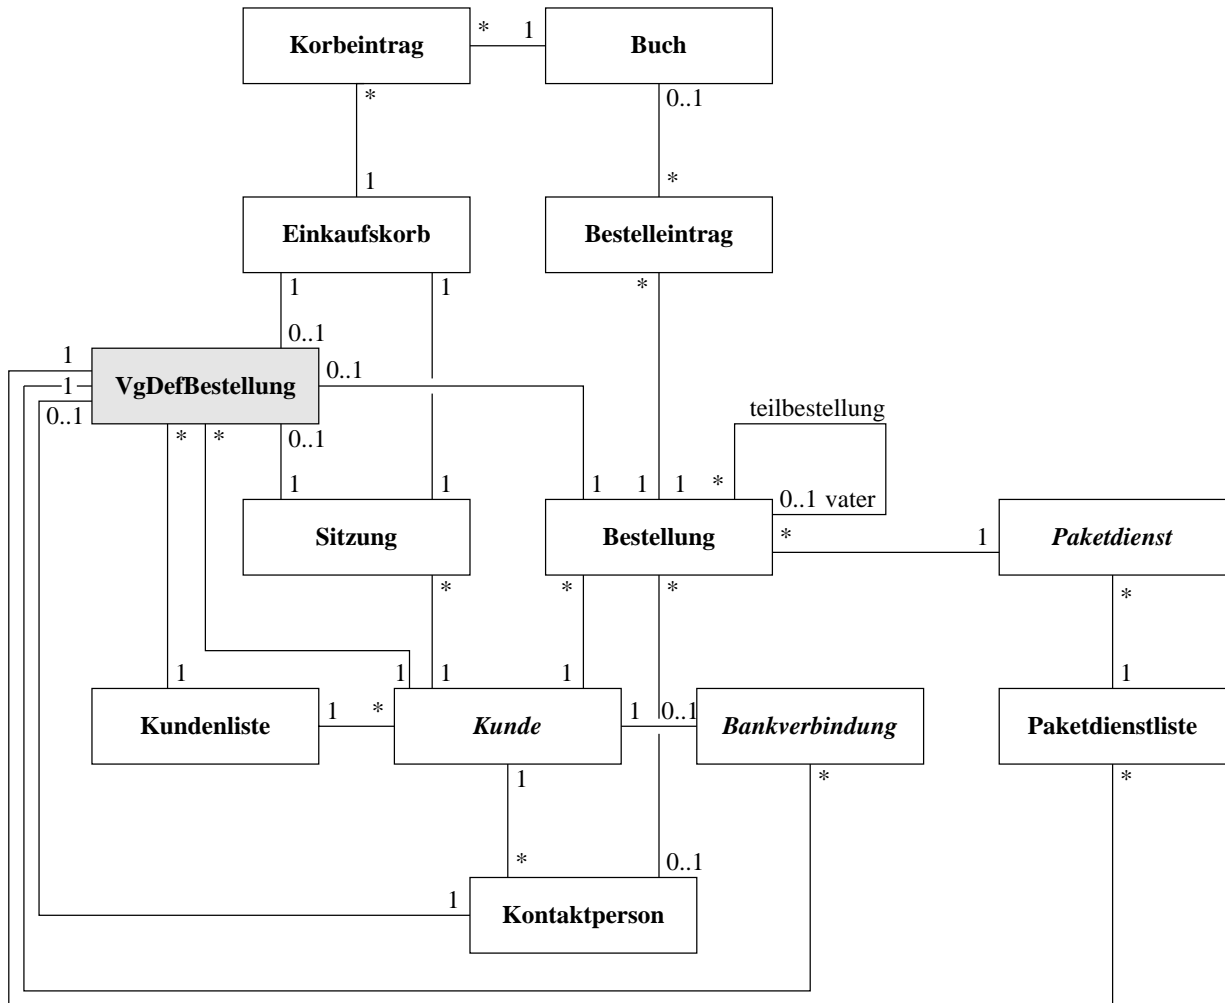 Korbeintrag * 1 Buch
* 0..1
1 *
Einkaufskorb Bestelleintrag
1 1 *
0..1
1 0..1
1 VgDefBestellung
0..1 teilbestellung
* * 0..1
1 1 1 1 1 *
0..1 vater
Sitzung Bestellung * 1 Paketdienst
* * * *
1 1 1 1 1
Kundenliste 1 * Kunde 1 0..1 Bankverbindung Paketdienstliste
1 * *
* 0..1
1 Kontaktperson